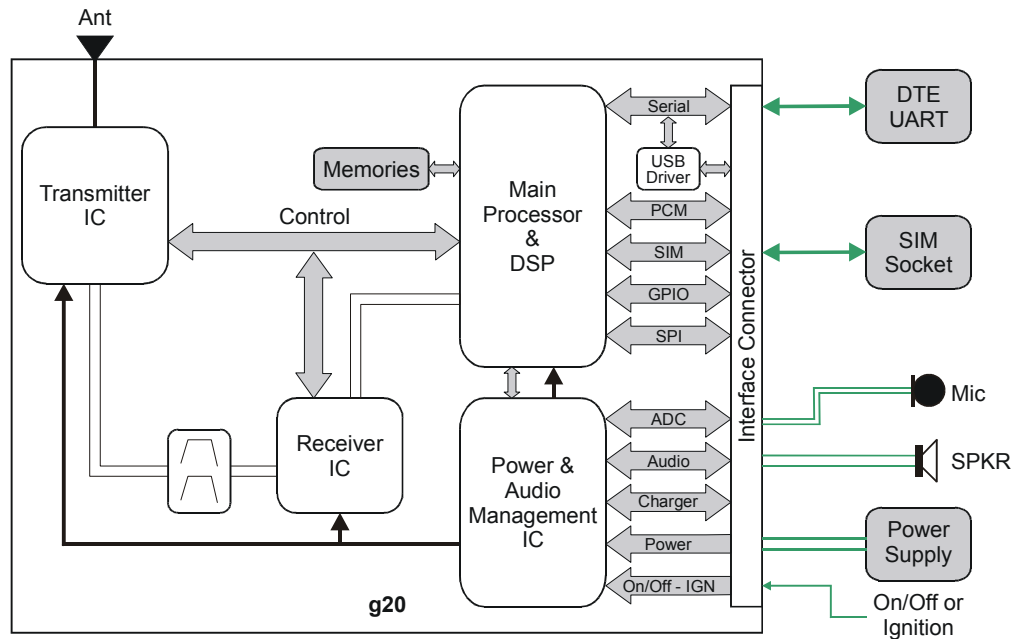 Ant
Transmitter
IC
Memories
Control
Main
Processor
&
DSP
Serial
USB
Driver
PCM
SIM
GPIO
SPI
Receiver
IC
Power &
Audio
Management
IC
ADC
Audio
Charger
Power
On/Off - IGN
g20
Interface Connector
DTE
UART
SIM
Socket
Mic
SPKR
Power
Supply
On/Off or
Ignition